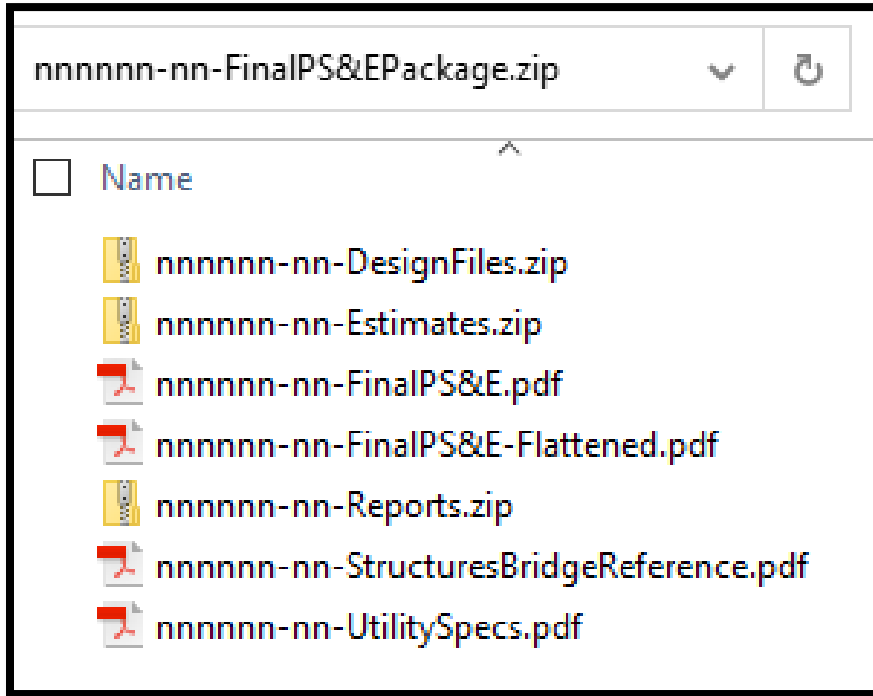 nnnnnn-nn-FinalPS&EPackage.zip
Name
nnnnnn-nn-DesignFiles.zip
nnnnnn-nn-Estimates.zip
nnnnnn-nn-FinalPS&E.pdf
nnnnnn-nn-FinalPS&E-Flattened.pdf
nnnnnn-nn-Reports.zip
nnnnnn-nn-StructuresBridgeReference.pdf
nnnnnn-nn-UtilitySpecs.pdf